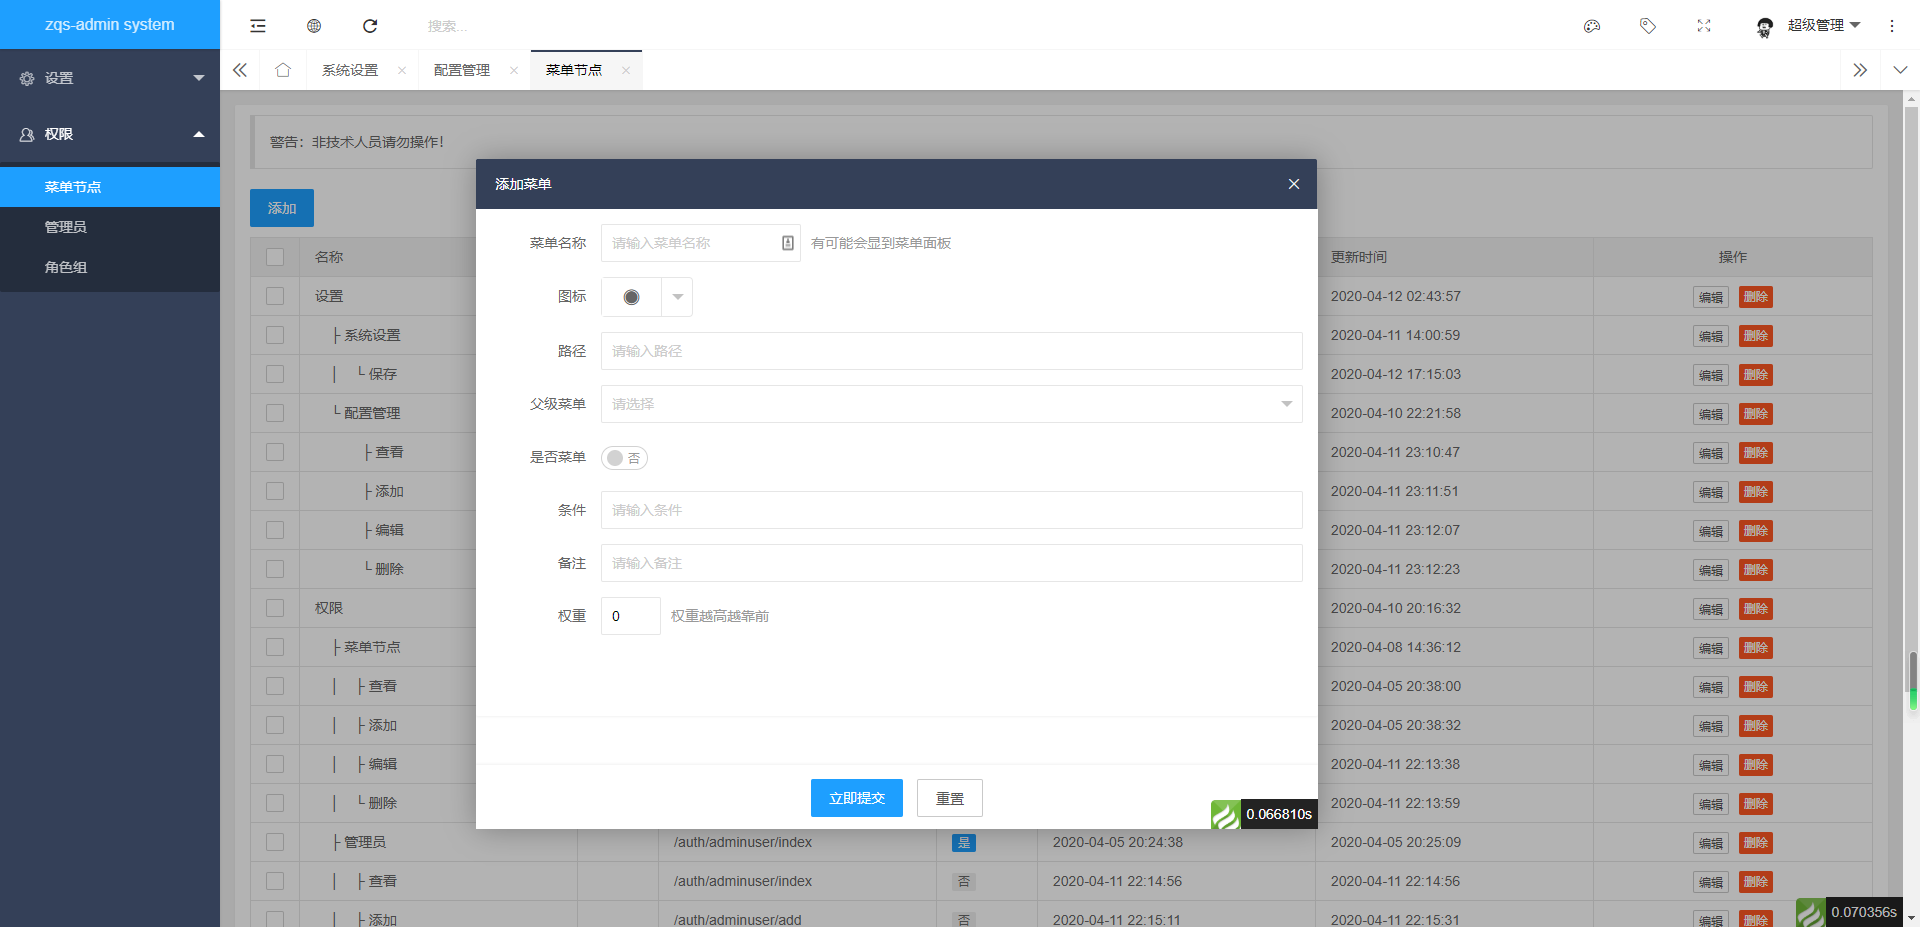 zqs-admin system
搜索...
超级管理
设置
权限
菜单节点
管理员
角色组
系统设置
配置管理
菜单节点
警告：非技术人员请勿操作！
添加
名称 更新时间 操作
设置 2020-04-12 02:43:57 编辑 删除
├ 系统设置 2020-04-11 14:00:59 编辑 删除
│ └ 保存 2020-04-12 17:15:03 编辑 删除
└ 配置管理 2020-04-10 22:21:58 编辑 删除
├ 查看 2020-04-11 23:10:47 编辑 删除
├ 添加 2020-04-11 23:11:51 编辑 删除
├ 编辑 2020-04-11 23:12:07 编辑 删除
└ 删除 2020-04-11 23:12:23 编辑 删除
权限 2020-04-10 20:16:32 编辑 删除
├ 菜单节点 2020-04-08 14:36:12 编辑 删除
│ ├ 查看 2020-04-05 20:38:00 编辑 删除
│ ├ 添加 2020-04-05 20:38:32 编辑 删除
│ ├ 编辑 2020-04-11 22:13:38 编辑 删除
│ └ 删除 2020-04-11 22:13:59 编辑 删除
├ 管理员 /auth/adminuser/index 是 2020-04-05 20:24:38 2020-04-05 20:25:09 编辑 删除
│ ├ 查看 /auth/adminuser/index 否 2020-04-11 22:14:56 2020-04-11 22:14:56 编辑 删除
│ ├ 添加 /auth/adminuser/add 否 2020-04-11 22:15:11 2020-04-11 22:15:31 编辑 删除
添加菜单
菜单名称 请输入菜单名称 有可能会显到菜单面板
图标
路径 请输入路径
父级菜单 请选择
是否菜单 否
条件 请输入条件
备注 请输入备注
权重 0 权重越高越靠前
立即提交 重置
0.066810s
0.070356s